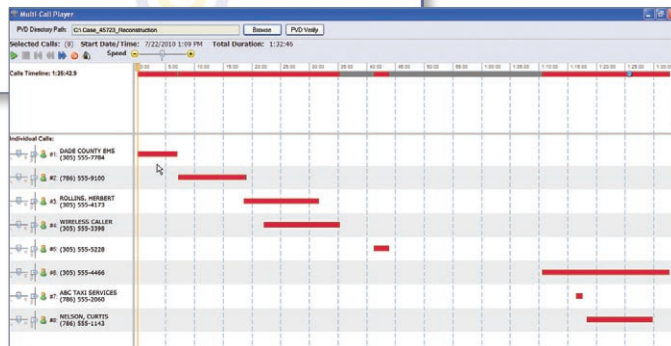 Multi Call Player
PVD Directory Path: C:\ Case_45723_Reconstruction Browse PVD Verify
Selected Calls: (8) Start Date/Time: 7/22/2010 1:09 PM Total Duration: 1:32:46
Speed
Calls Timeline: 1:35:42.9
0:00 5:00 10:00 15:00 20:00 25:00 30:00 35:00 40:00 45:00 50:00 55:00 1:00:00 1:05:00 1:10:00 1:15:00 1:20:00 1:25:00 1:30:00
Individual Calls:
#1: DADE COUNTY EMS
(305) 555-7784
#2: (786) 555-9100
#3: ROLLINS, HERBERT
(305) 555-4173
#4: WIRELESS CALLER
(305) 555-3398
#5: (305) 555-5228
#6: (305) 555-4466
#7: ABC TAXI SERVICES
(786) 555-2060
#8: NELSON, CURTIS
(786) 555-1143